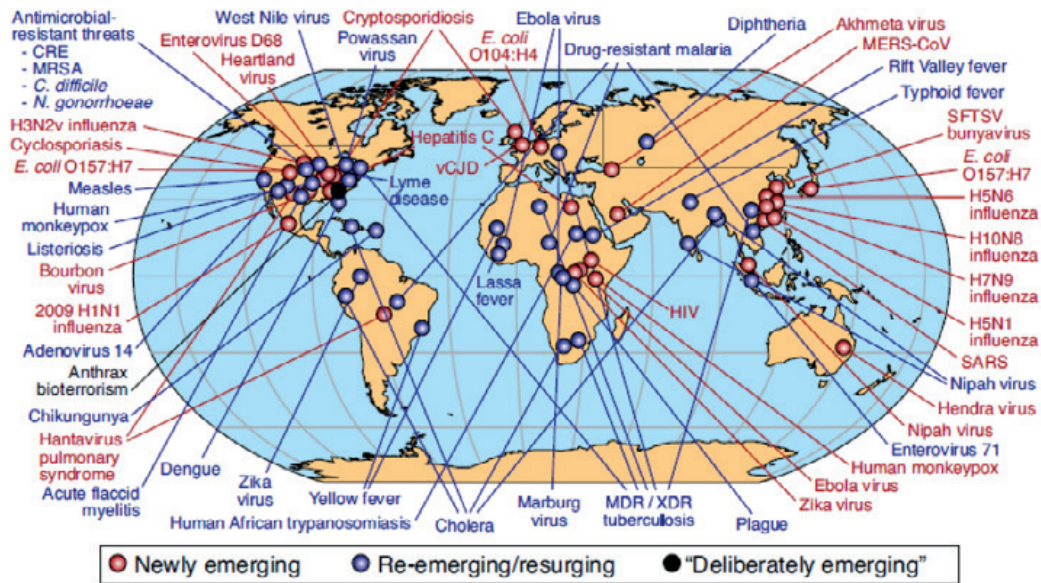 Antimicrobial-
resistant threats
- CRE
- MRSA
- C. difficile
- N. gonorrhoeae
West Nile virus
Enterovirus D68
Heartland
virus
Cryptosporidiosis
Powassan
virus
E. coli
O104:H4
Ebola virus
Drug-resistant malaria
Diphtheria
Akhmeta virus
MERS-CoV
Rift Valley fever
Typhoid fever
SFTSV
bunyavirus
E. coli
O157:H7
H5N6
influenza
H10N8
influenza
H7N9
influenza
H5N1
influenza
SARS
Nipah virus
Hendra virus
Nipah virus
Enterovirus 71
Human monkeypox
Ebola virus
Zika virus
H3N2v influenza
Cyclosporiasis
E. coli O157:H7
Measles
Human
monkeypox
Listeriosis
Bourbon
virus
2009 H1N1
influenza
Adenovirus 14
Anthrax
bioterrorism
Chikungunya
Hantavirus
pulmonary
syndrome
Acute flaccid
myelitis
Hepatitis C
vCJD
Lyme
disease
Lassa
fever
HIV
Dengue
Zika
virus
Yellow fever
Human African trypanosomiasis
Cholera
Marburg
virus
MDR / XDR
tuberculosis
Plague
Newly emerging
Re-emerging/resurging
"Deliberately emerging"